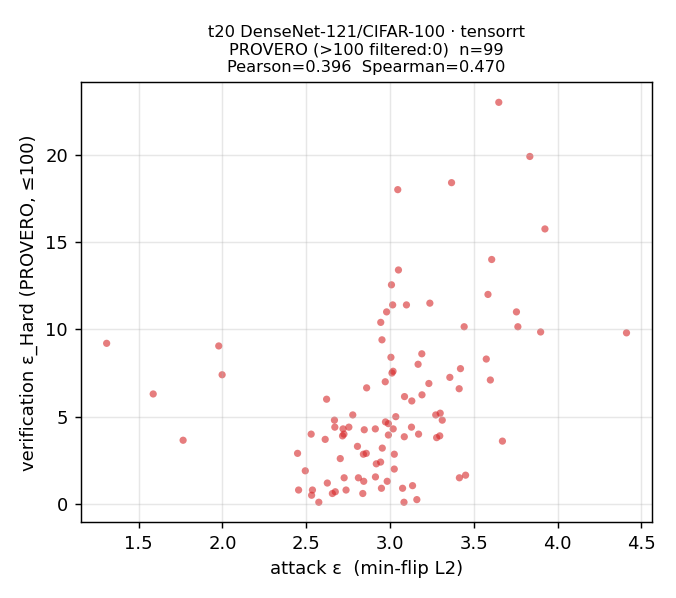 t20 DenseNet-121/CIFAR-100 · tensorrt
PROVERO (>100 filtered:0)  n=99
Pearson=0.396  Spearman=0.470
verification ε_Hard (PROVERO, ≤100)
20
15
10
5
0
1.5 2.0 2.5 3.0 3.5 4.0 4.5
attack ε  (min-flip L2)